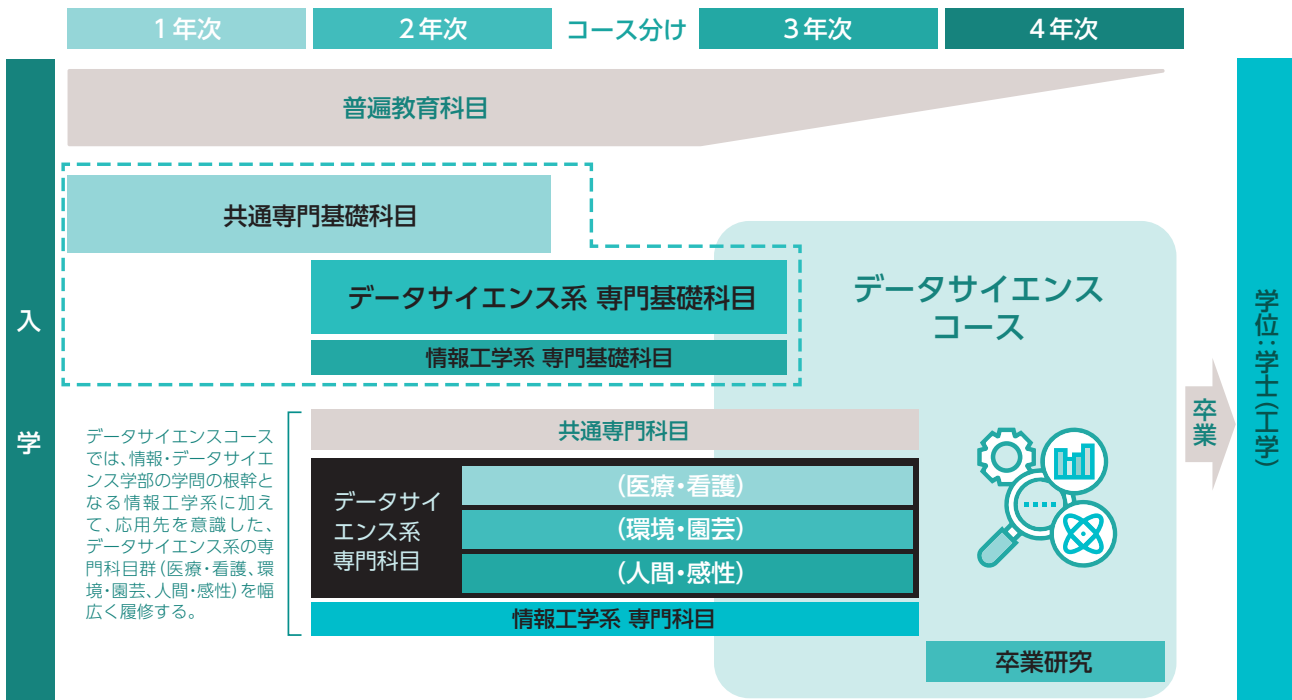 1年次
2年次
コース分け
3年次
4年次
入学
普遍教育科目
共通専門基礎科目
データサイエンス系 専門基礎科目
情報工学系 専門基礎科目
データサイエンス
コース
データサイエンスコース
では、情報・データサイエ
ンス学部の学問の根幹と
なる情報工学系に加え
て、応用先を意識した、
データサイエンス系の専
門科目群(医療・看護、環
境・園芸、人間・感性)を幅
広く履修する。
共通専門科目
データサイ
エンス系
専門科目
(医療・看護)
(環境・園芸)
(人間・感性)
情報工学系 専門科目
卒業研究
卒業
学位:学士(工学)